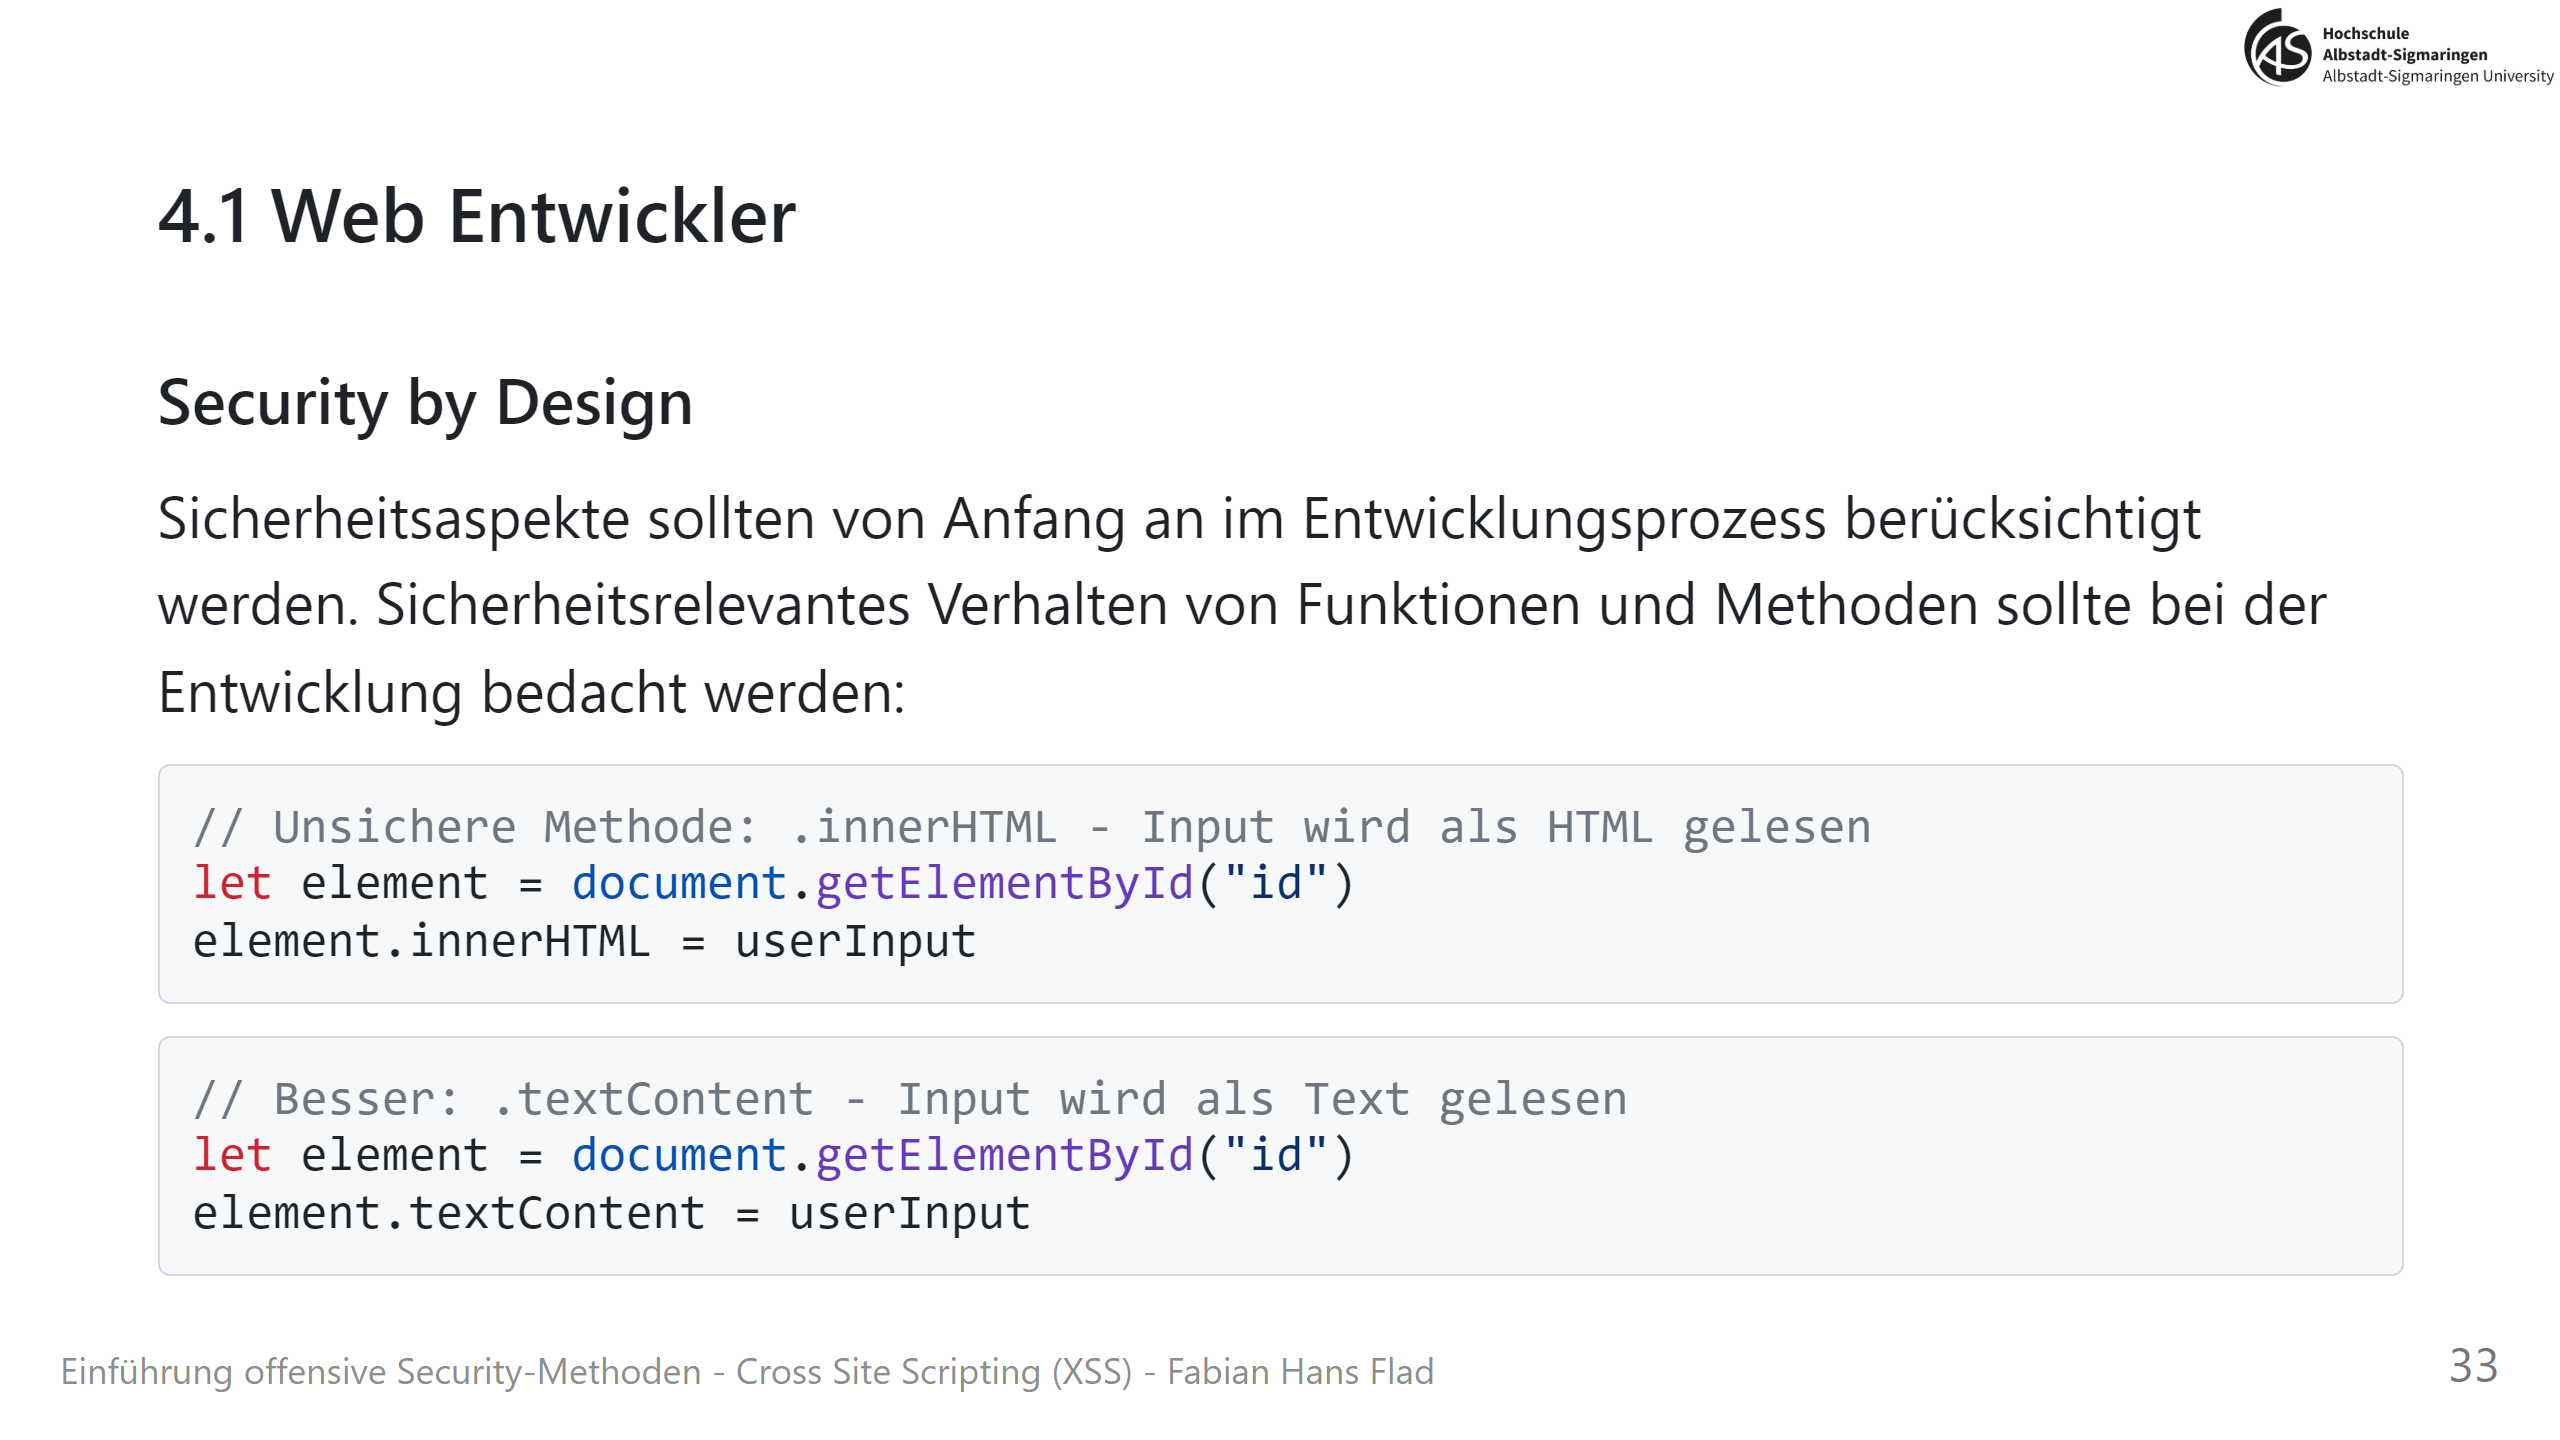 Hochschule
Albstadt-Sigmaringen
Albstadt-Sigmaringen University
4.1 Web Entwickler
Security by Design
Sicherheitsaspekte sollten von Anfang an im Entwicklungsprozess berücksichtigt
werden. Sicherheitsrelevantes Verhalten von Funktionen und Methoden sollte bei der
Entwicklung bedacht werden:
// Unsichere Methode: .innerHTML - Input wird als HTML gelesen
let element = document.getElementById("id")
element.innerHTML = userInput
// Besser: .textContent - Input wird als Text gelesen
let element = document.getElementById("id")
element.textContent = userInput
Einführung offensive Security-Methoden - Cross Site Scripting (XSS) - Fabian Hans Flad
33